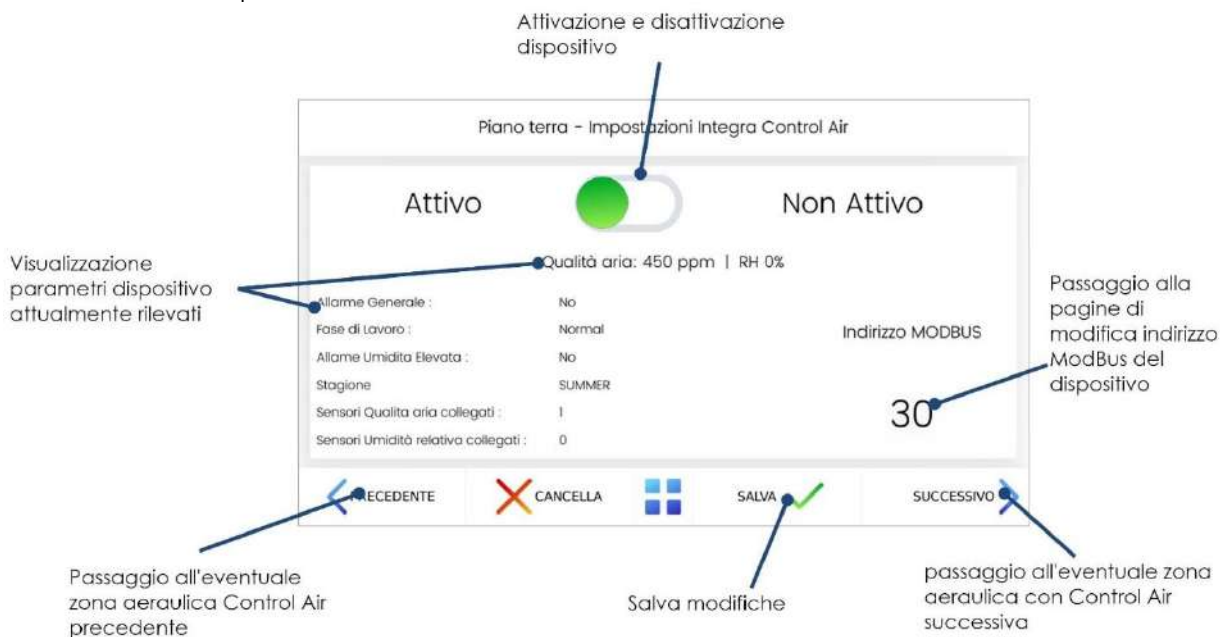 Attivazione e disattivazione
dispositivo
Piano terra - Impostazioni Integra Control Air
Attivo
Non Attivo
Qualità aria: 450 ppm | RH 0%
Visualizzazione
parametri dispositivo
attualmente rilevati
Allarme Generale : No
Fase di Lavoro : Normal
Allame Umidita Elevata : No
Stagione SUMMER
Sensori Qualita aria collegati : 1
Sensori Umidità relativa collegati : 0
Indirizzo MODBUS
30
Passaggio alla
pagine di
modifica indirizzo
ModBus del
dispositivo
PRECEDENTE
CANCELLA
SALVA
SUCCESSIVO
Passaggio all'eventuale
zona aeraulica Control Air
precedente
Salva modifiche
passaggio all'eventuale zona
aeraulica con Control Air
successiva